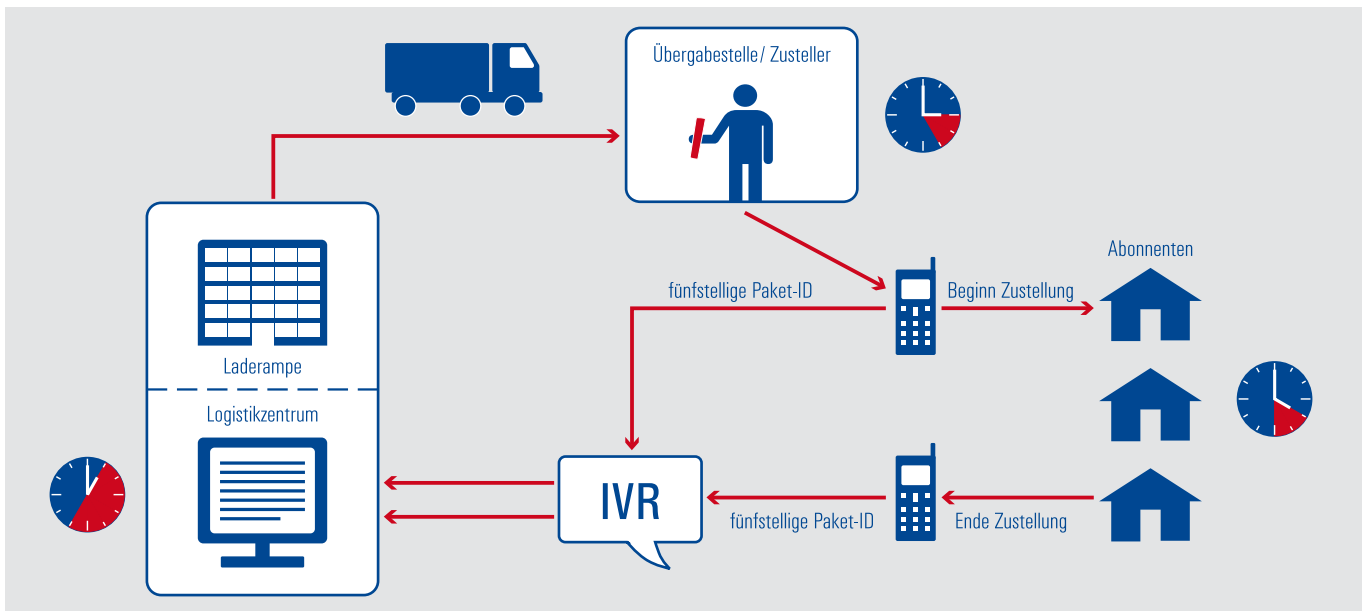 Übergabestelle / Zusteller
Abonnenten
fünfstellige Paket-ID
Beginn Zustellung
Laderampe
Logistikzentrum
IVR
fünfstellige Paket-ID
Ende Zustellung